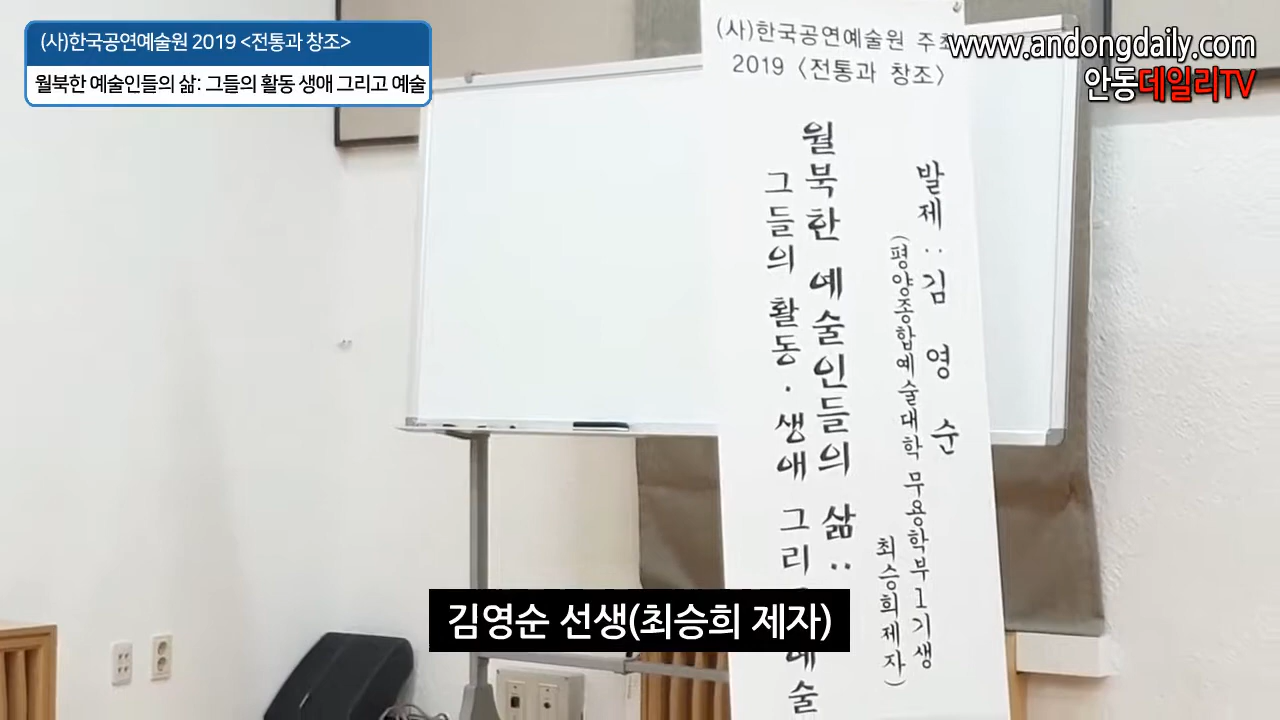 (사)한국공연예술원 2019 <전통과 창조>
월북한 예술인들의 삶: 그들의 활동 생애 그리고 예술
www.andongdaily.com
안동데일리TV
(사)한국공연예술원 주최
2019 <전통과 창조>
발제: 김영순
(평양종합예술대학 무용학부 1기생
최승희제자)
월북한 예술인들의 삶:
그들의 활동·생애 그리 예술
김영순 선생(최승희 제자)